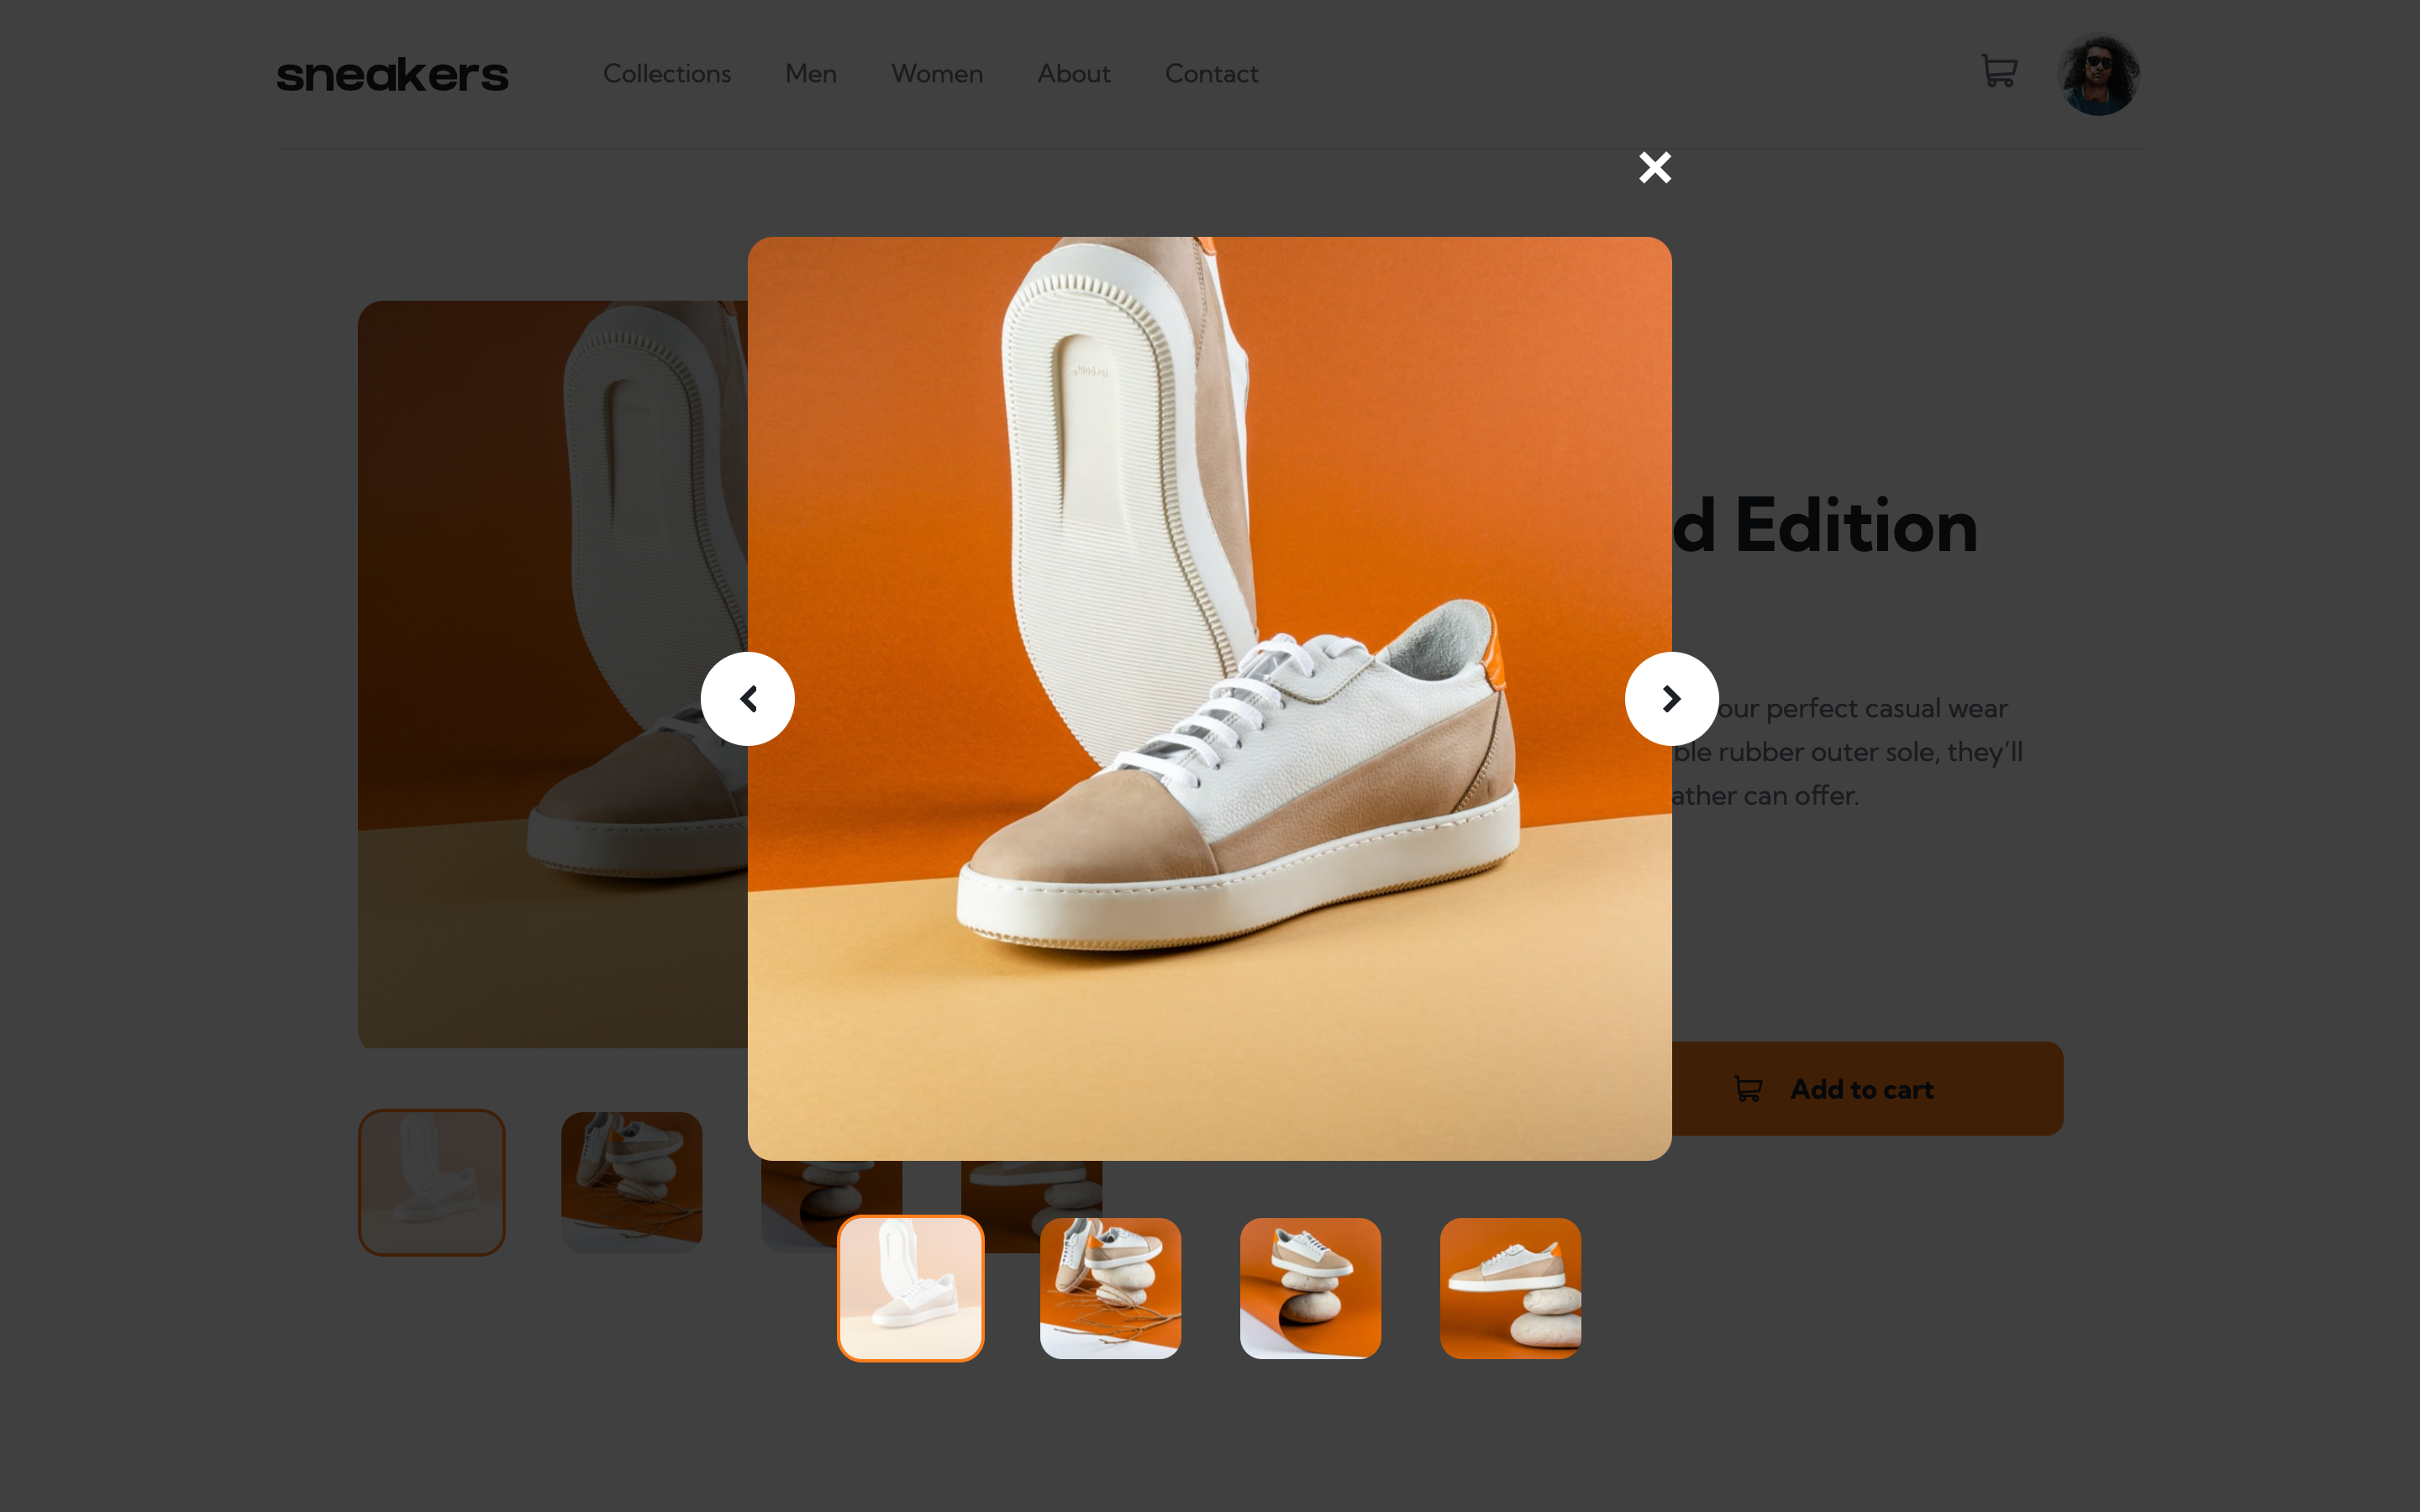 sneakers
Collections
Men
Women
About
Contact
d Edition
our perfect casual wear
ble rubber outer sole, they'll
ather can offer.
Add to cart